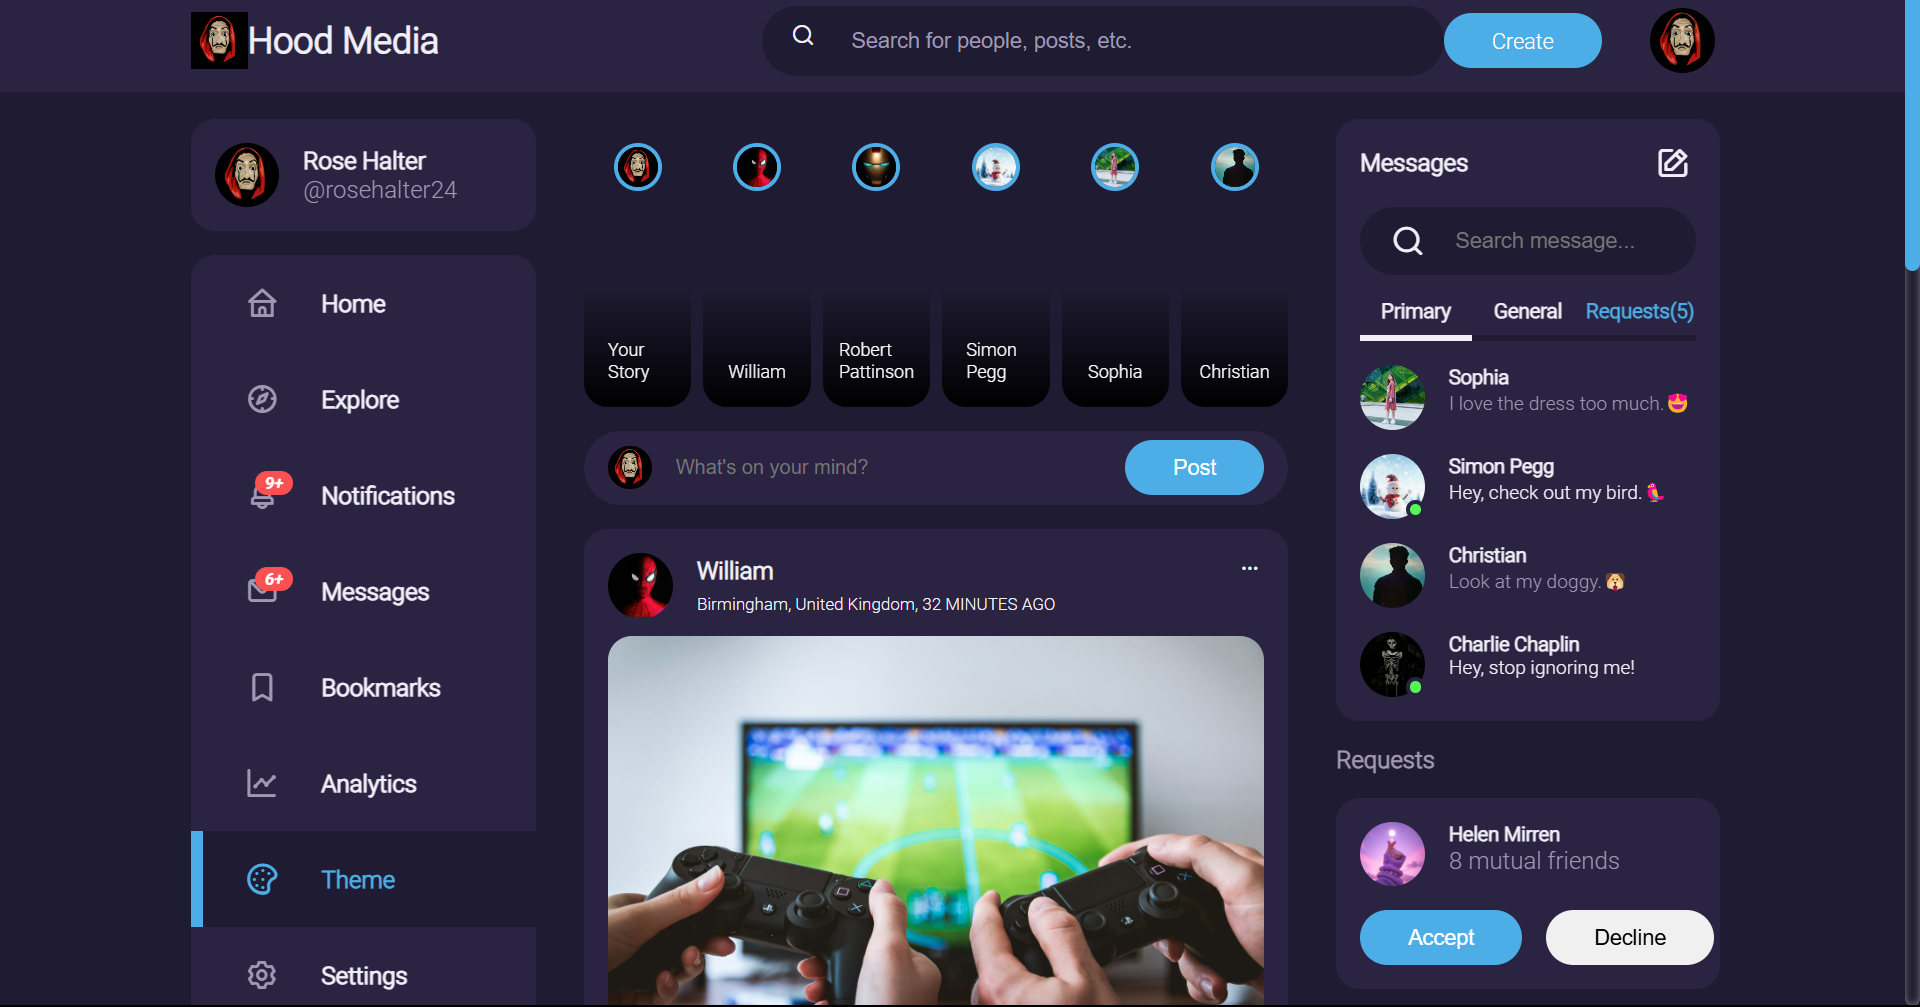 Hood Media
Search for people, posts, etc.
Create
Rose Halter
@rosehalter24
Home
Explore
9+
Notifications
6+
Messages
Bookmarks
Analytics
Theme
Settings
Your
Story
William
Robert
Pattinson
Simon
Pegg
Sophia
Christian
What's on your mind?
Post
William
Birmingham, United Kingdom, 32 MINUTES AGO
Messages
Search message...
Primary General Requests(5)
Sophia
I love the dress too much.😍
Simon Pegg
Hey, check out my bird.🦜
Christian
Look at my doggy.🐶
Charlie Chaplin
Hey, stop ignoring me!
Requests
Helen Mirren
8 mutual friends
Accept
Decline